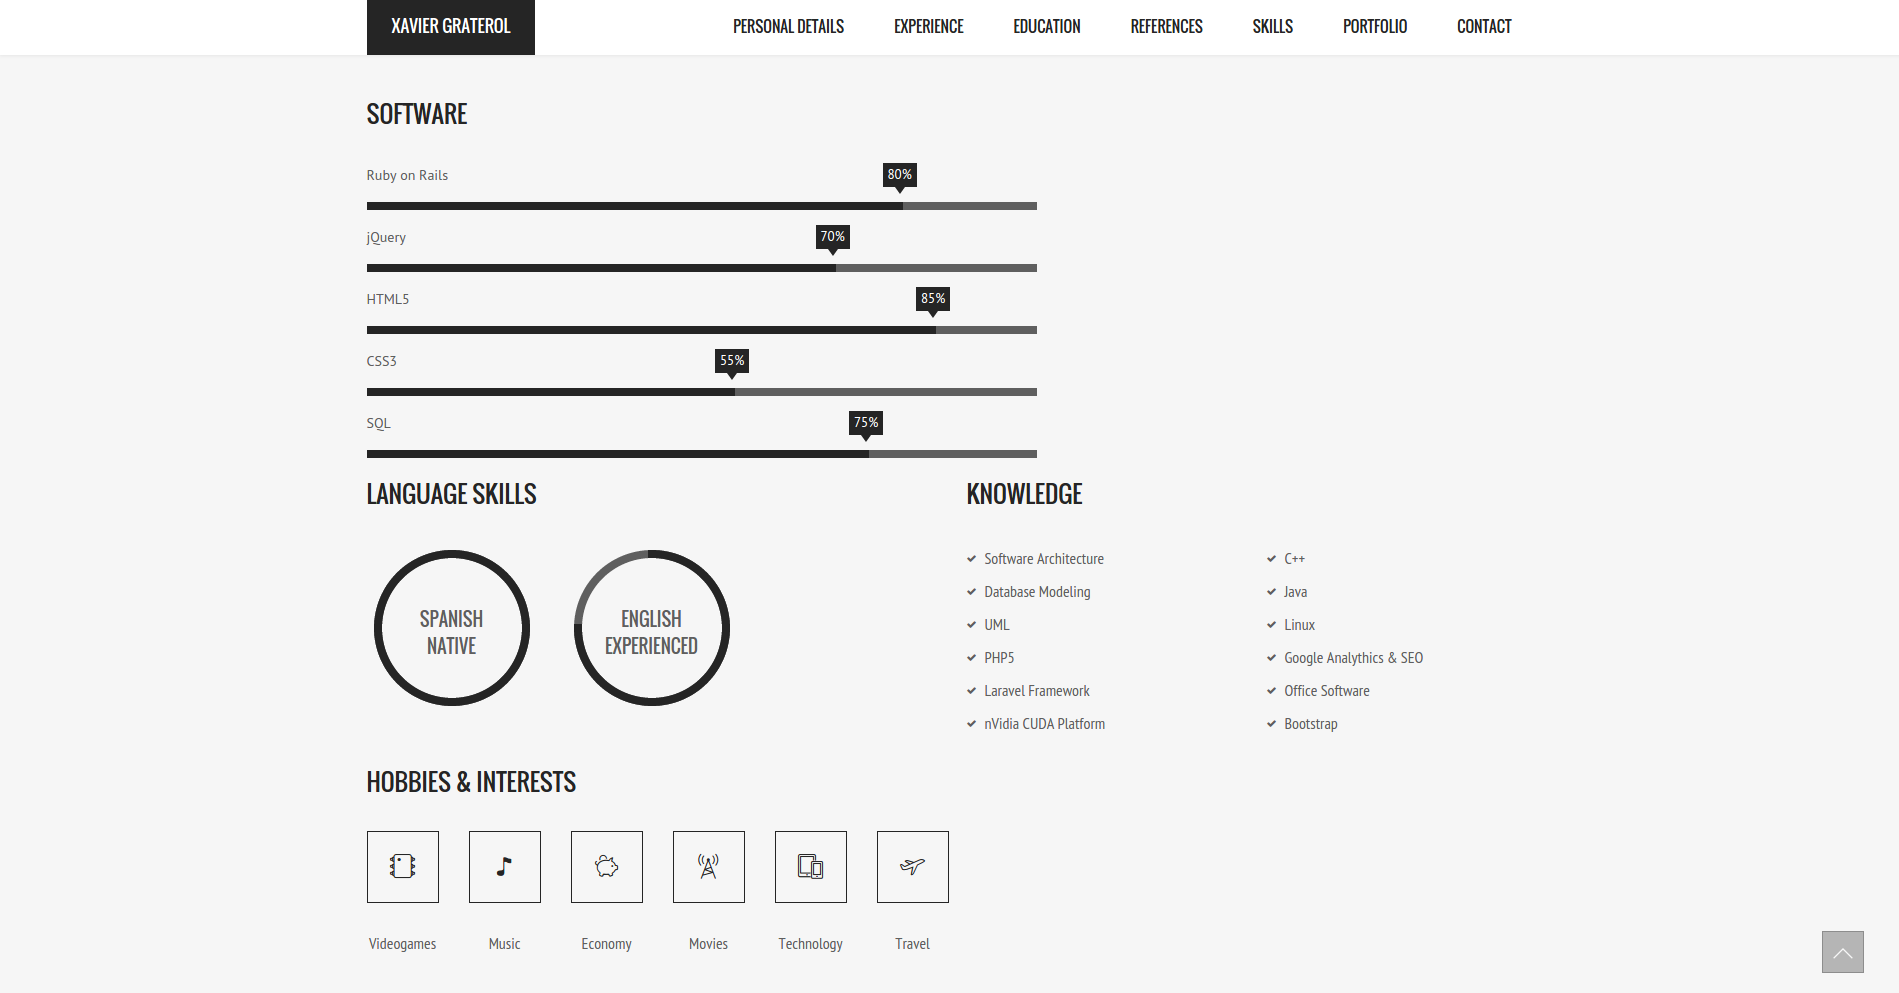 XAVIER GRATEROL
PERSONAL DETAILS EXPERIENCE EDUCATION REFERENCES SKILLS PORTFOLIO CONTACT
SOFTWARE
Ruby on Rails 80%
jQuery 70%
HTML5 85%
CSS3 55%
SQL 75%
LANGUAGE SKILLS
SPANISH
NATIVE
ENGLISH
EXPERIENCED
KNOWLEDGE
Software Architecture
Database Modeling
UML
PHP5
Laravel Framework
nVidia CUDA Platform
C++
Java
Linux
Google Analythics & SEO
Office Software
Bootstrap
HOBBIES & INTERESTS
Videogames Music Economy Movies Technology Travel